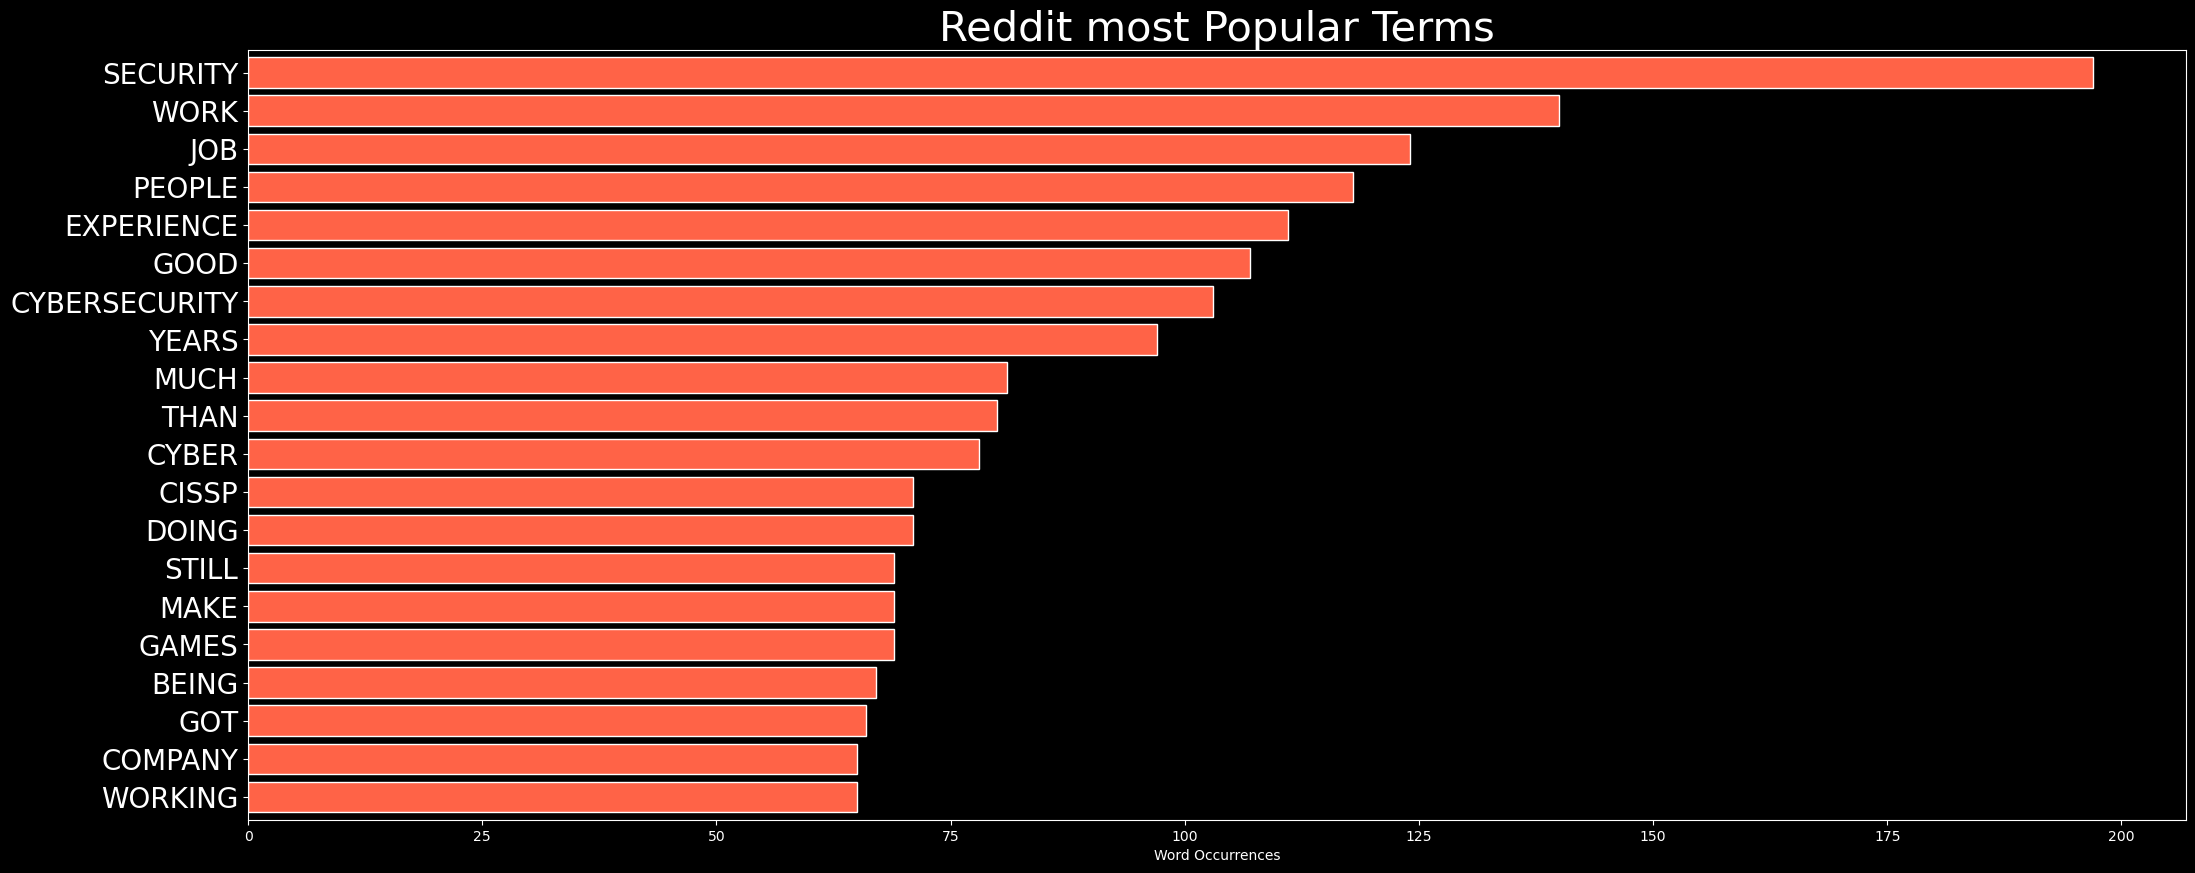 Reddit most Popular Terms
SECURITY
WORK
JOB
PEOPLE
EXPERIENCE
GOOD
CYBERSECURITY
YEARS
MUCH
THAN
CYBER
CISSP
DOING
STILL
MAKE
GAMES
BEING
GOT
COMPANY
WORKING
0 25 50 75 100 125 150 175 200
Word Occurrences